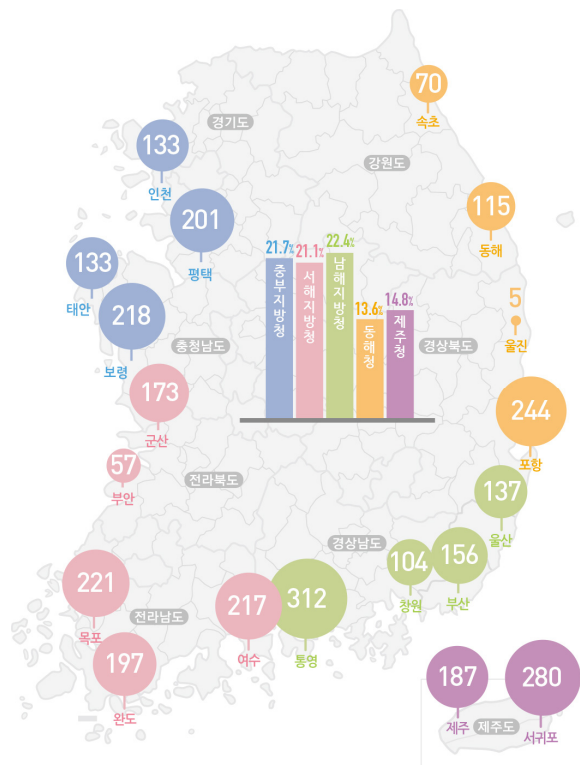 70
속초
경기도
133
인천
강원도
201
평택
115
동해
133
태안
21.7%
중부지방청
21.1%
서해지방청
22.4%
남해지방청
13.6%
동해청
14.8%
제주청
5
울진
218
보령
충청남도
경상북도
173
군산
244
포항
57
부안
전라북도
137
울산
경상남도
104
창원
156
부산
221
목포
전라남도
217
여수
312
통영
197
완도
187
제주
제주도
280
서귀포